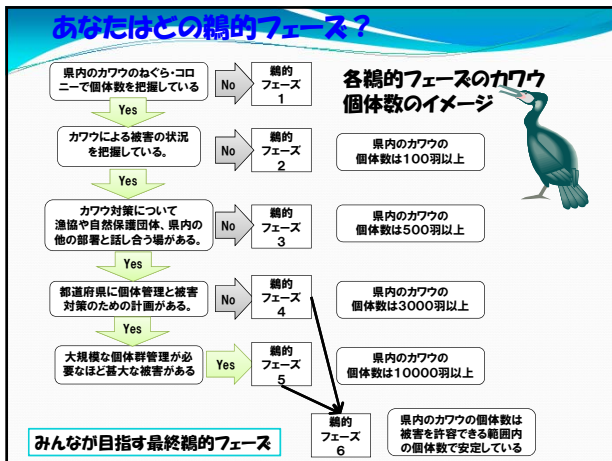 あなたはどの鵜的フェーズ？
県内のカワウのねぐら・コロ
ニーで個体数を把握している
No
鵜的
フェーズ
1
各鵜的フェーズのカワウ
個体数のイメージ
Yes
カワウによる被害の状況
を把握している。
No
鵜的
フェーズ
2
県内のカワウの
個体数は100羽以上
Yes
カワウ対策について
漁協や自然保護団体、県内の
他の部署と話し合う場がある。
No
鵜的
フェーズ
3
県内のカワウの
個体数は500羽以上
Yes
都道府県に個体管理と被害
対策のための計画がある。
No
鵜的
フェーズ
4
県内のカワウの
個体数は3000羽以上
Yes
大規模な個体群管理が必
要なほど甚大な被害がある
Yes
鵜的
フェーズ
5
県内のカワウの
個体数は10000羽以上
みんなが目指す最終鵜的フェーズ
鵜的
フェーズ
6
県内のカワウの個体数は
被害を許容できる範囲内
の個体数で安定している